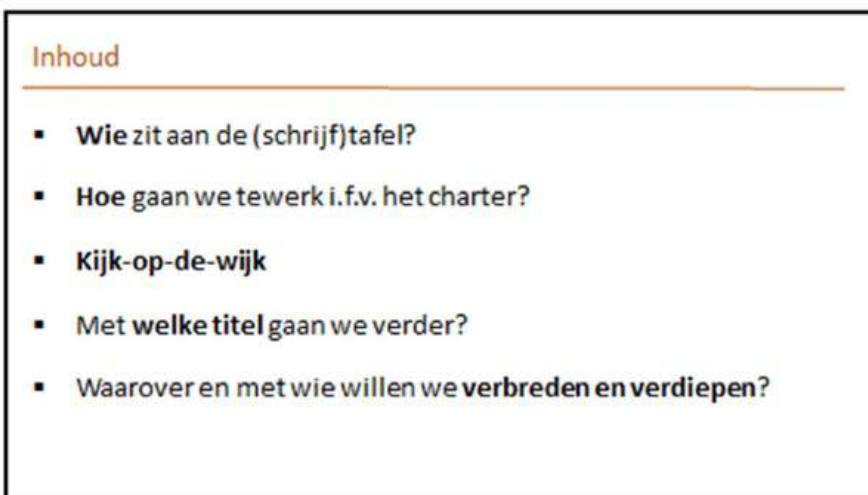 Inhoud
▪ Wie zit aan de (schrijf)tafel?
▪ Hoe gaan we tewerk i.f.v. het charter?
▪ Kijk-op-de-wijk
▪ Met welke titel gaan we verder?
▪ Waarover en met wie willen we verbreden en verdiepen?